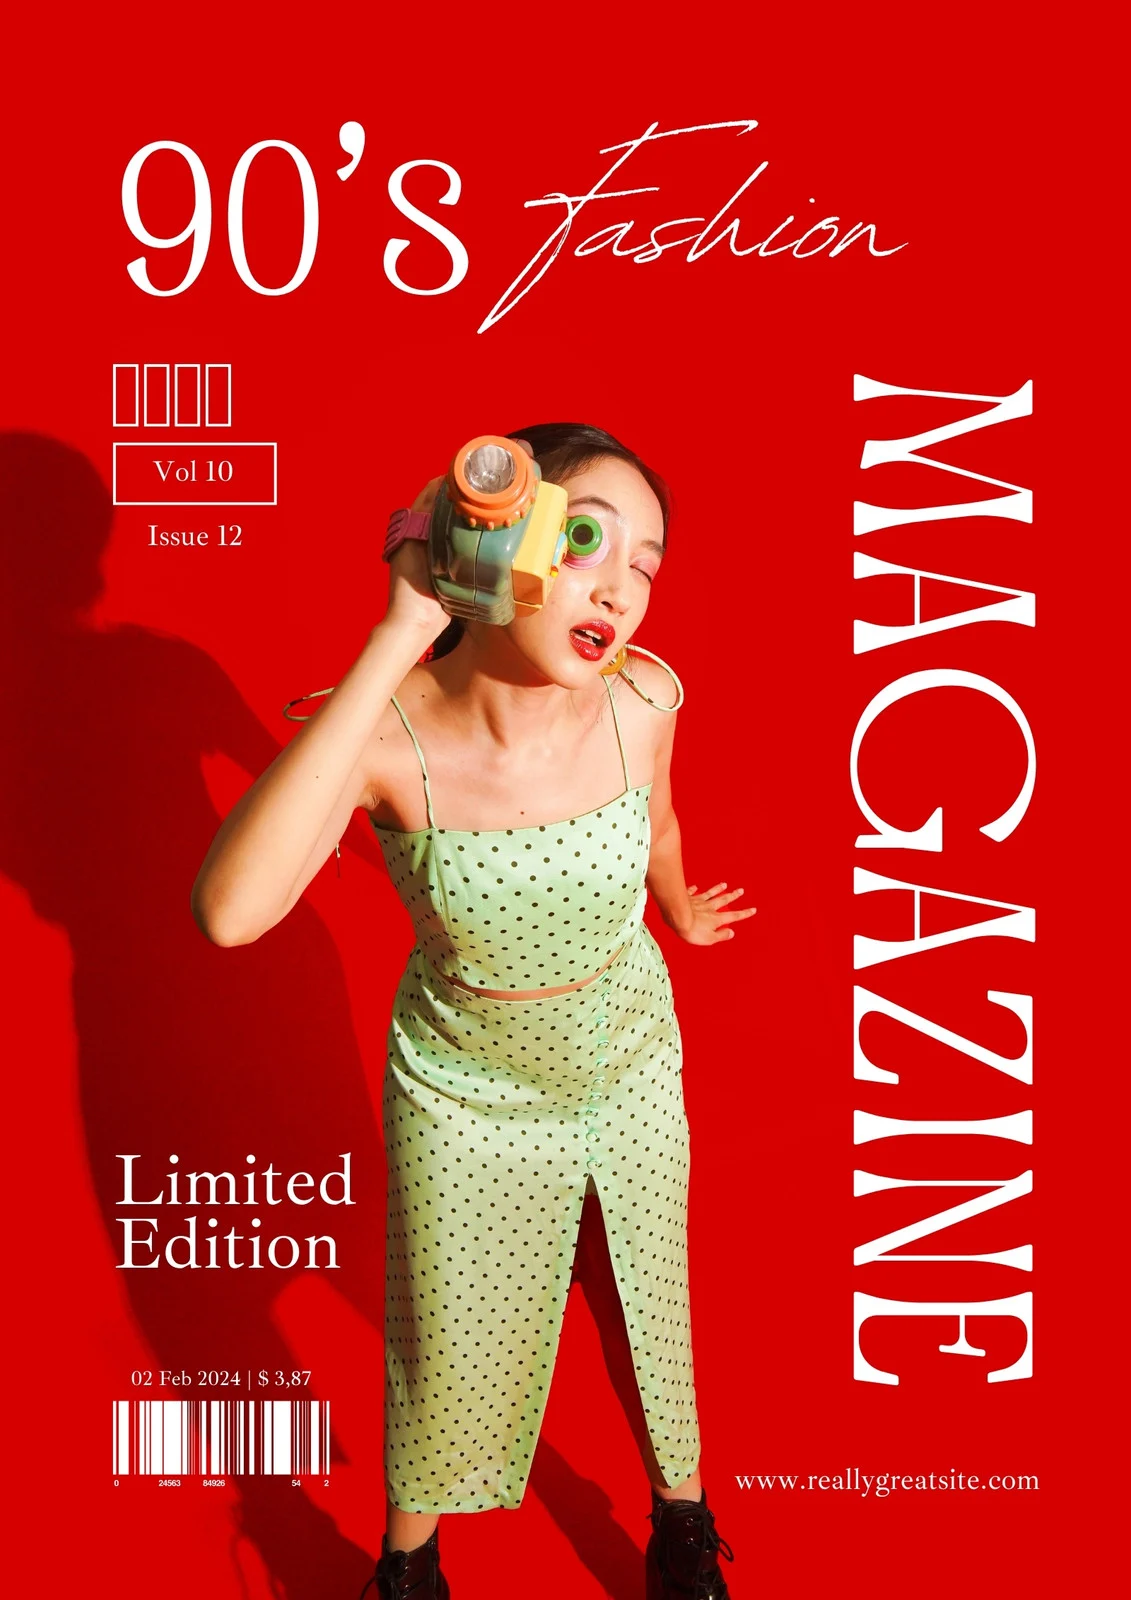 90's Fashion
Vol 10
Issue 12
MAGAZINE
Limited
Edition
02 Feb 2024 | $ 3,87
0 24563 84926 54 2
www.reallygreatsite.com